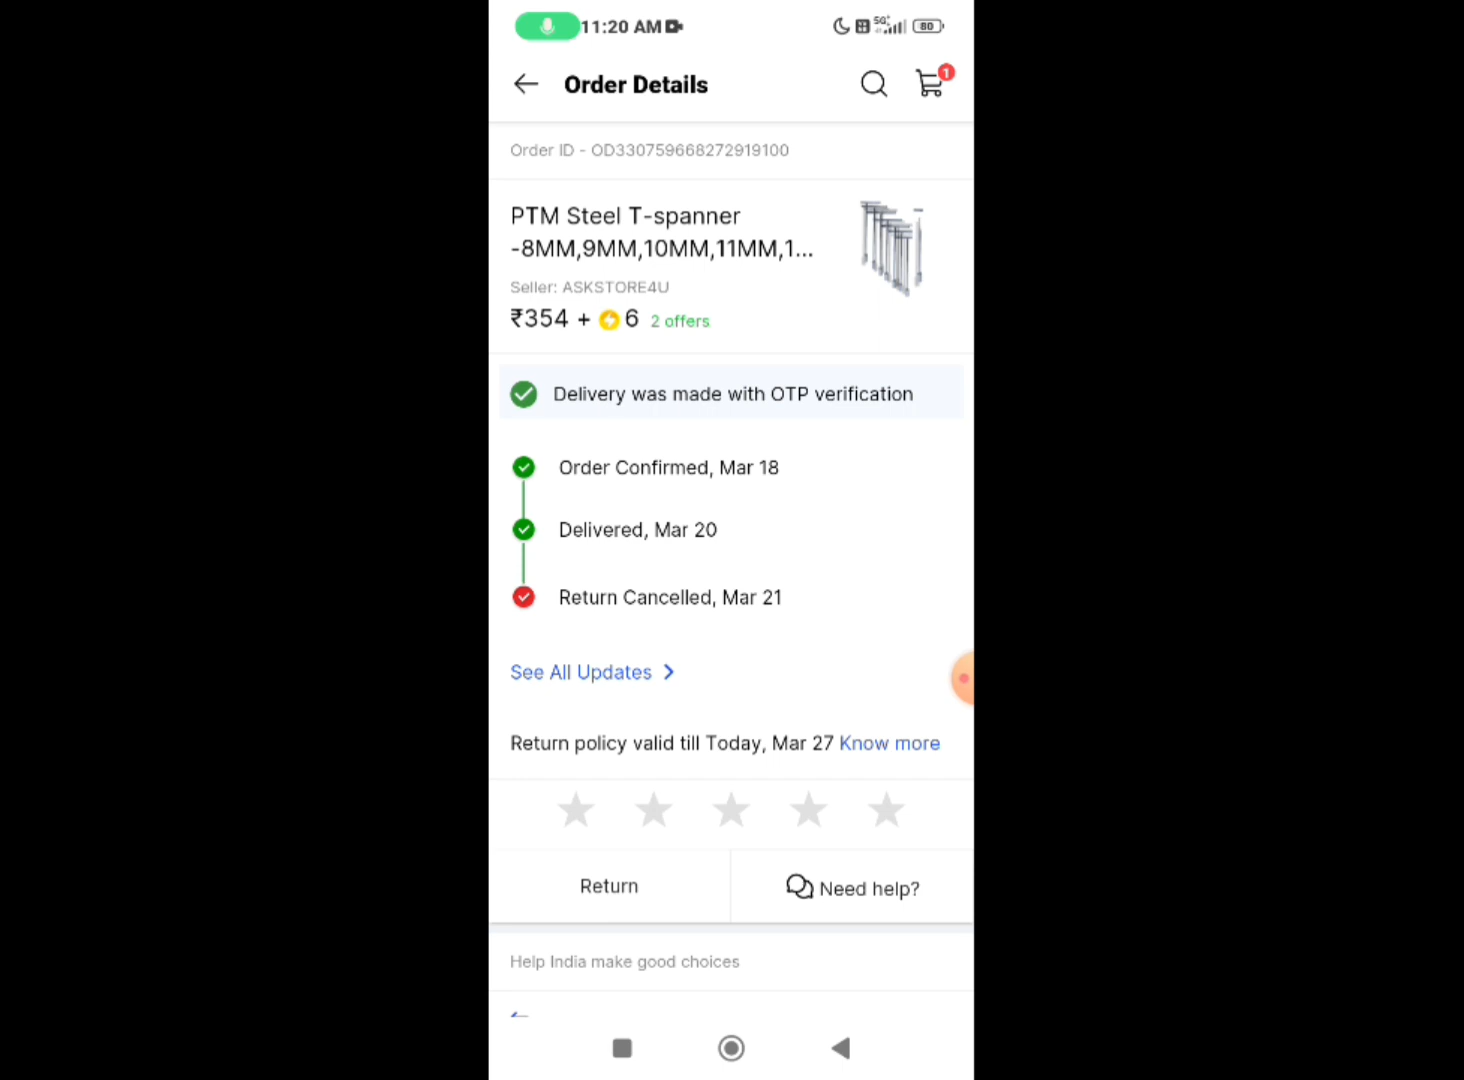 11:20 AM
5G+
80
Order Details
1
Order ID - OD330759668272919100
PTM Steel T-spanner
-8MM,9MM,10MM,11MM,1...
Seller: ASKSTORE4U
₹354 + 6 2 offers
Delivery was made with OTP verification
Order Confirmed, Mar 18
Delivered, Mar 20
Return Cancelled, Mar 21
See All Updates
Return policy valid till Today, Mar 27 Know more
Return
Need help?
Help India make good choices